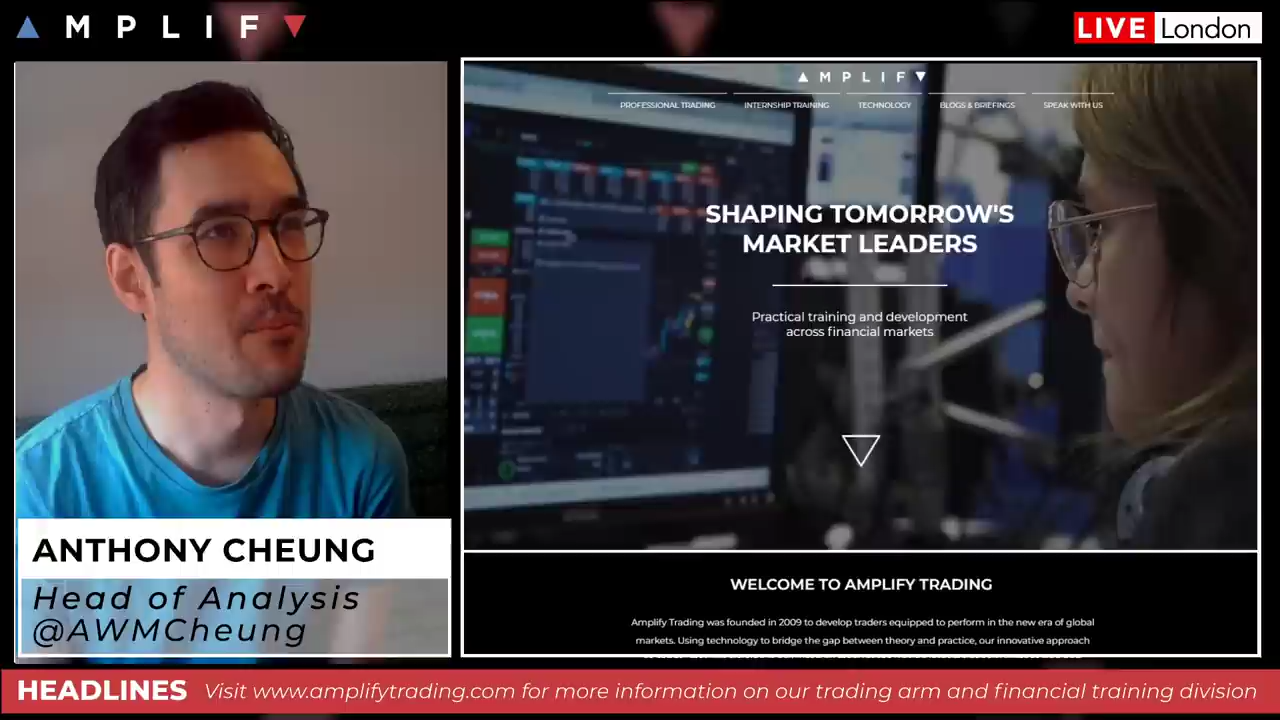 AMPLIFY
LIVE London
AMPLIFY
PROFESSIONAL TRADING INTERNSHIP TRAINING TECHNOLOGY BLOGS & BRIEFINGS SPEAK WITH US
SHAPING TOMORROW'S
MARKET LEADERS
Practical training and development
across financial markets
ANTHONY CHEUNG
Head of Analysis
@AWMCheung
WELCOME TO AMPLIFY TRADING
Amplify Trading was founded in 2009 to develop traders equipped to perform in the new era of global
markets. Using technology to bridge the gap between theory and practice, our innovative approach
HEADLINES Visit www.amplifytrading.com for more information on our trading arm and financial training division